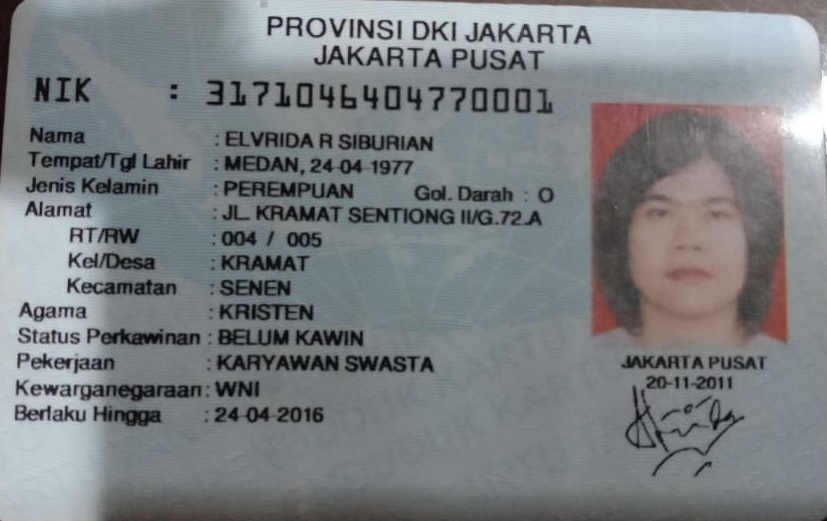 PROVINSI DKI JAKARTA
JAKARTA PUSAT
NIK : 3171046404770001
Nama : ELVRIDA R SIBURIAN
Tempat/Tgl Lahir : MEDAN, 24-04-1977
Jenis Kelamin : PEREMPUAN Gol. Darah : O
Alamat : JL. KRAMAT SENTIONG II/G.72.A
RT/RW : 004 / 005
Kel/Desa : KRAMAT
Kecamatan : SENEN
Agama : KRISTEN
Status Perkawinan : BELUM KAWIN
Pekerjaan : KARYAWAN SWASTA
Kewarganegaraan : WNI
Berlaku Hingga : 24-04-2016
JAKARTA PUSAT
20-11-2011